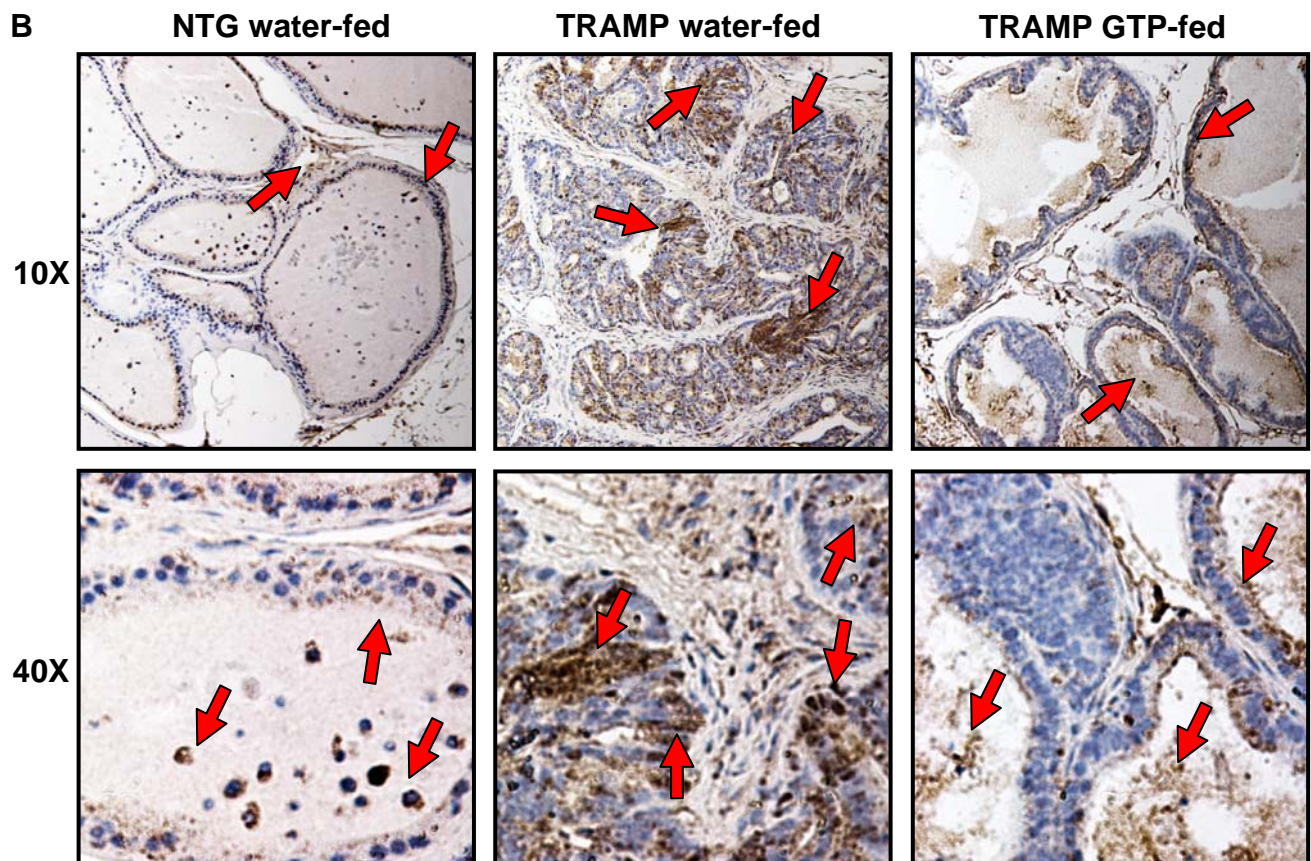 B
NTG water-fed
TRAMP water-fed
TRAMP GTP-fed
10X
40X